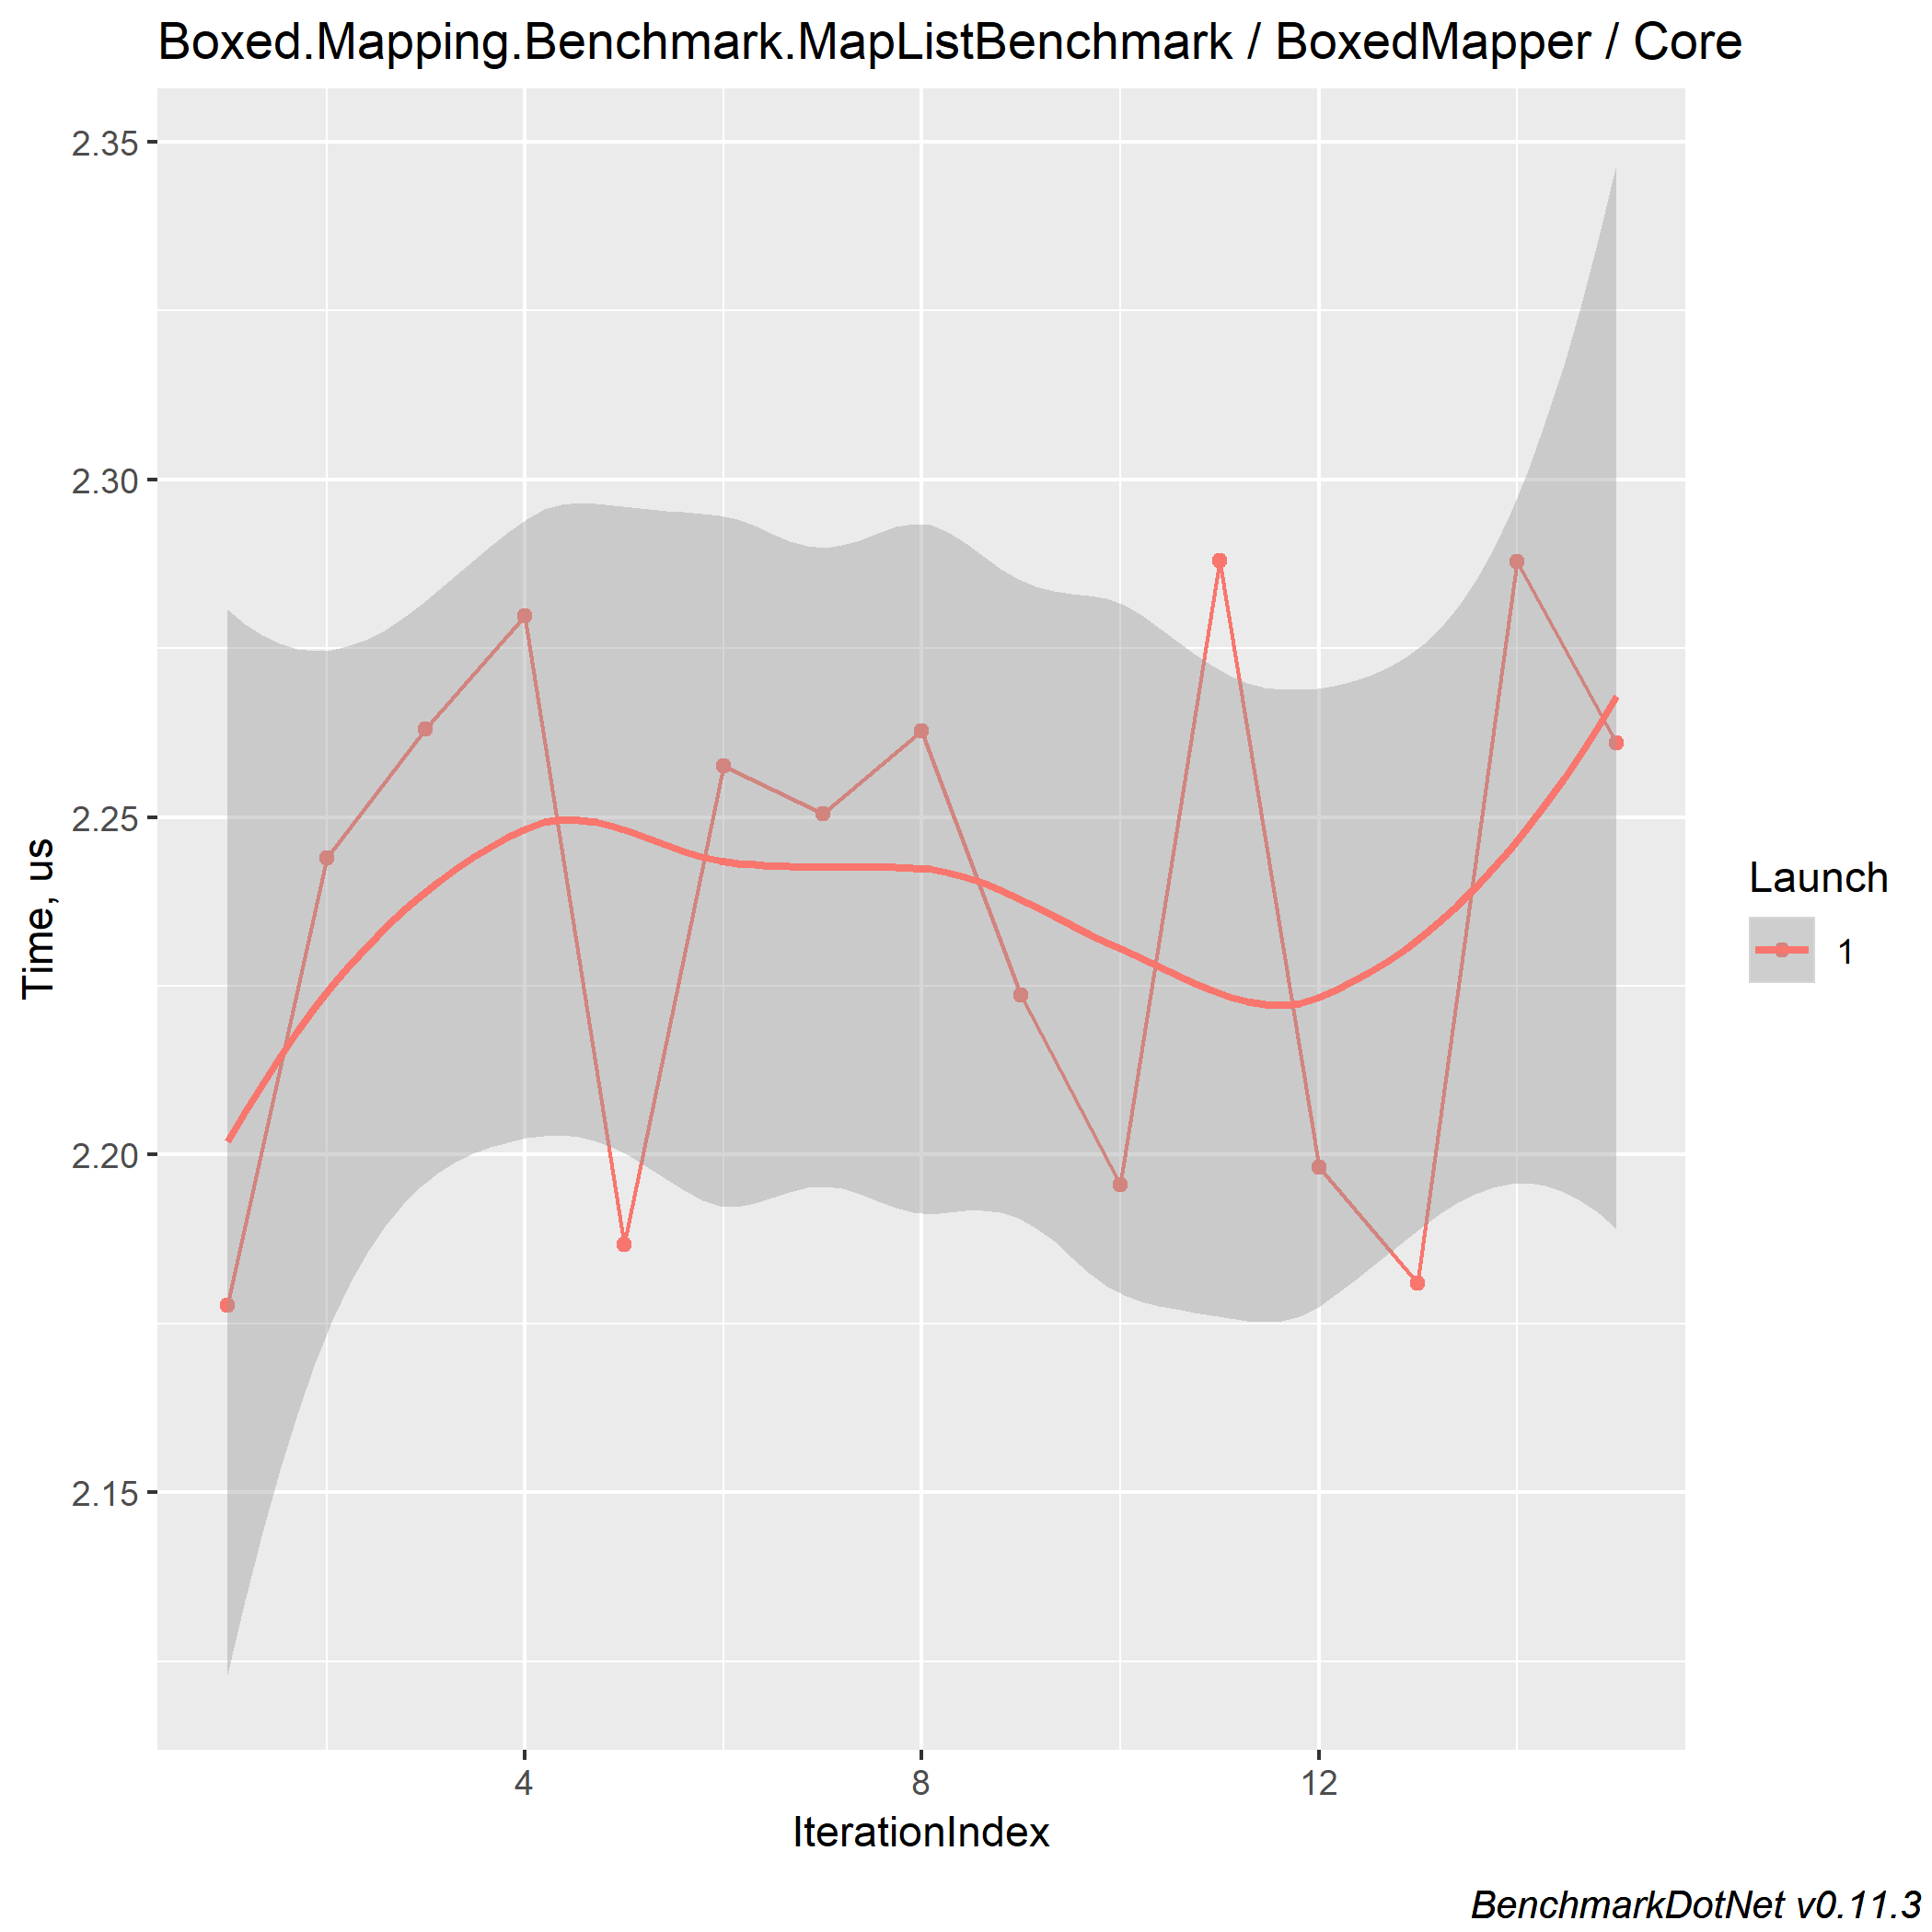 Boxed.Mapping.Benchmark.MapListBenchmark / BoxedMapper / Core
2.35
2.30
2.25
2.20
2.15
Time, us
4
8
12
IterationIndex
Launch
1
BenchmarkDotNet v0.11.3